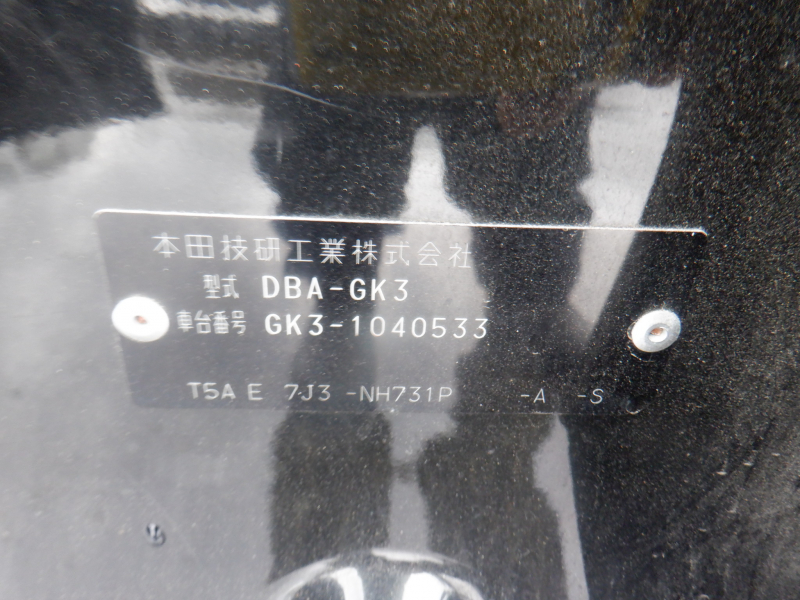 本田技研工業株式会社
型式 DBA-GK3
車台番号 GK3-1040533
T5A E 7J3 -NH731P -A -S